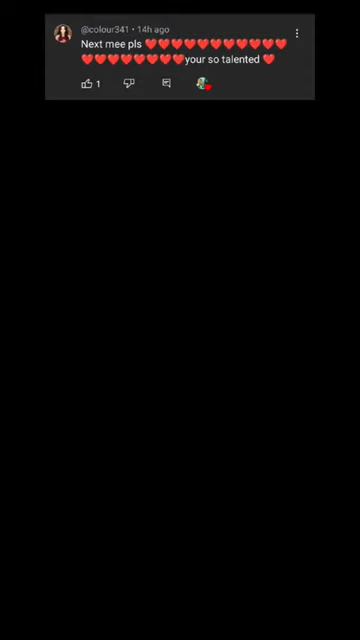 @colour341 • 14h ago
Next mee pls ❤️❤️❤️❤️❤️❤️❤️❤️❤️❤️❤️
❤️❤️❤️❤️❤️❤️❤️❤️your so talented ❤️
1